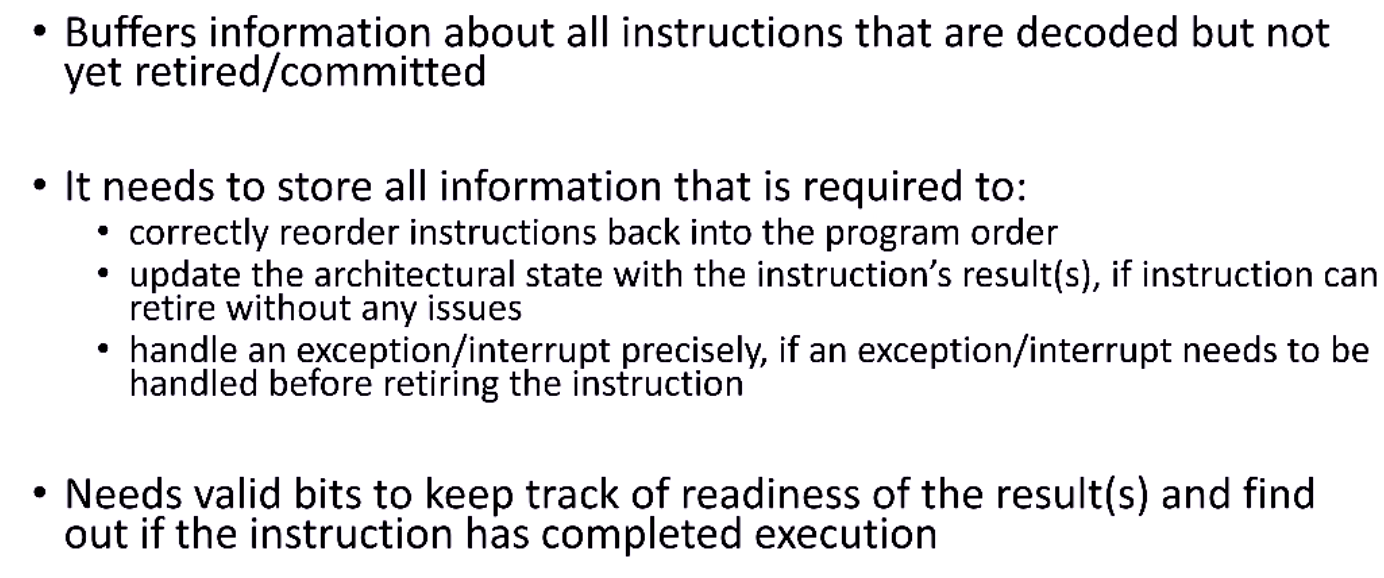 • Buffers information about all instructions that are decoded but not
yet retired/committed
• It needs to store all information that is required to:
• correctly reorder instructions back into the program order
• update the architectural state with the instruction’s result(s), if instruction can
retire without any issues
• handle an exception/interrupt precisely, if an exception/interrupt needs to be
handled before retiring the instruction
• Needs valid bits to keep track of readiness of the result(s) and find
out if the instruction has completed execution